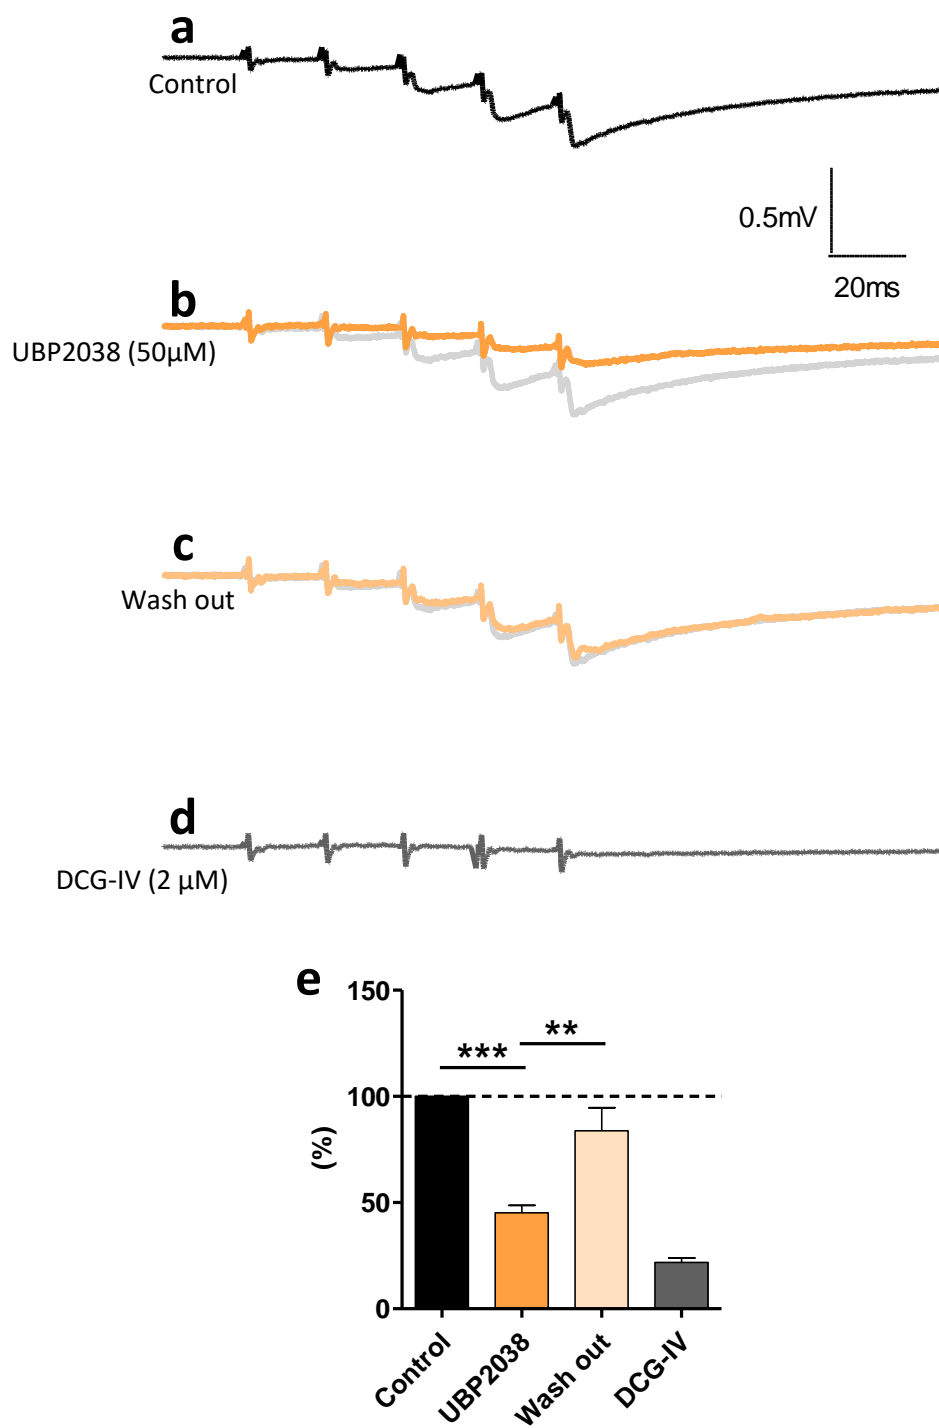 a
Control
0.5mV
20ms
b
UBP2038 (50µM)
c
Wash out
d
DCG-IV (2 µM)
e
150
100
50
0
(%)
***
**
Control
UBP2038
Wash out
DCG-IV